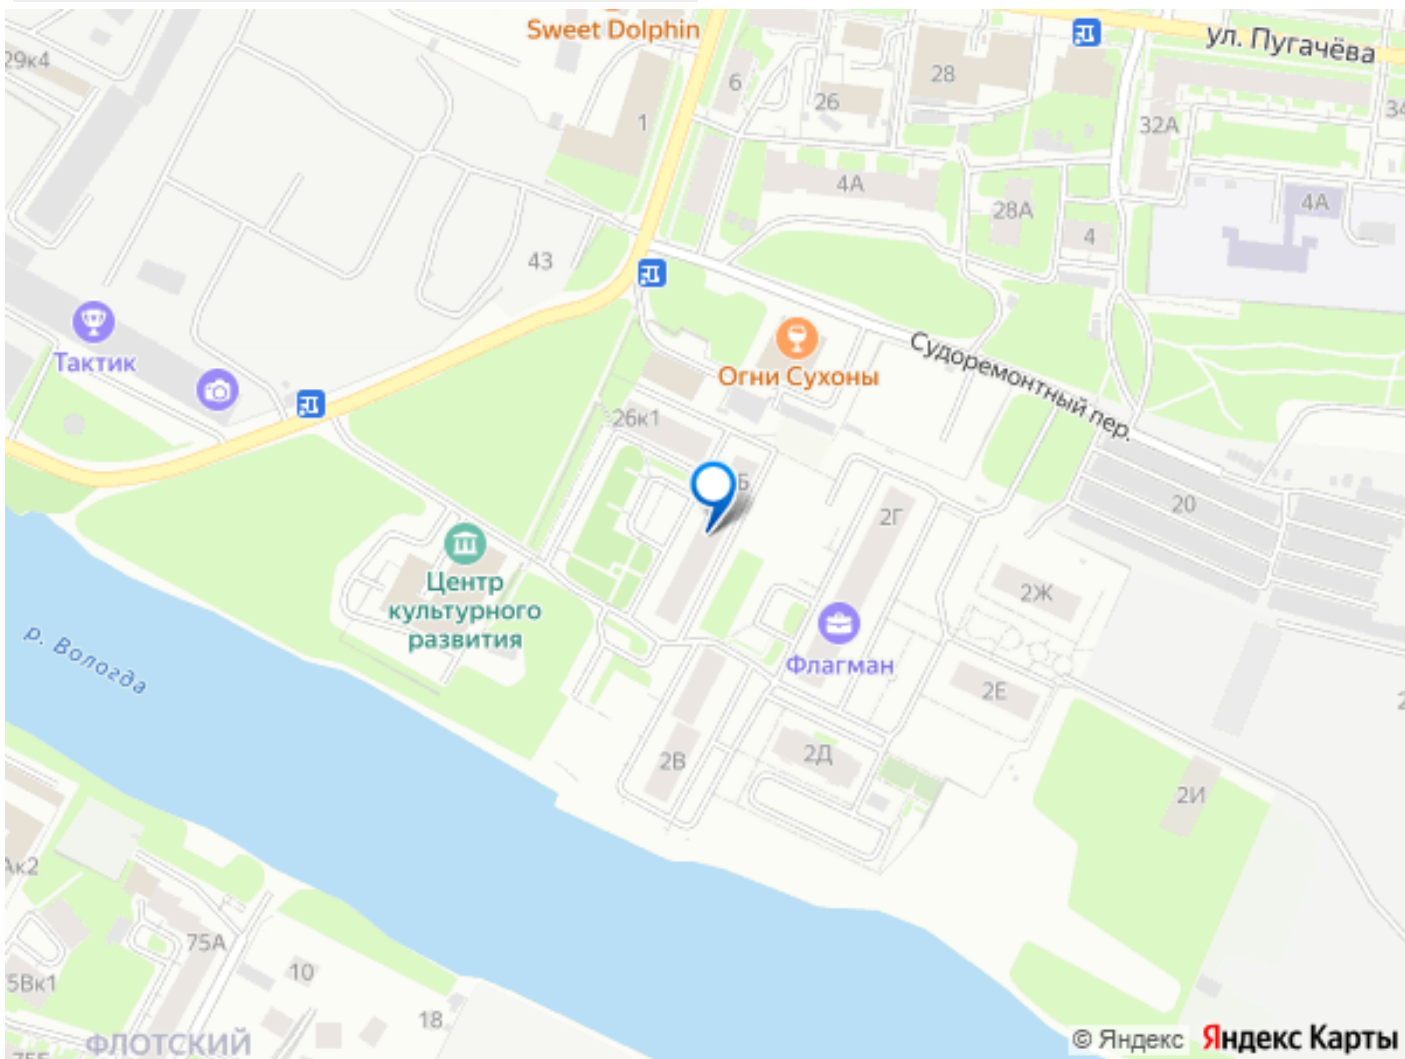 Sweet Dolphin
ул. Пугачёва
29к4
6
28
26
34
1
32А
4А
28А
4А
4
43
Тактик
Огни Сухоны
Судоремонтный пер.
26к1
Б
2Г
20
Центр
культурного
развития
2Ж
Флагман
р. Вологда
2Е
2В
2Д
2И
Ак2
75А
10
5Вк1
18
ФЛОТСКИЙ
75Б
© Яндекс
Яндекс Карты